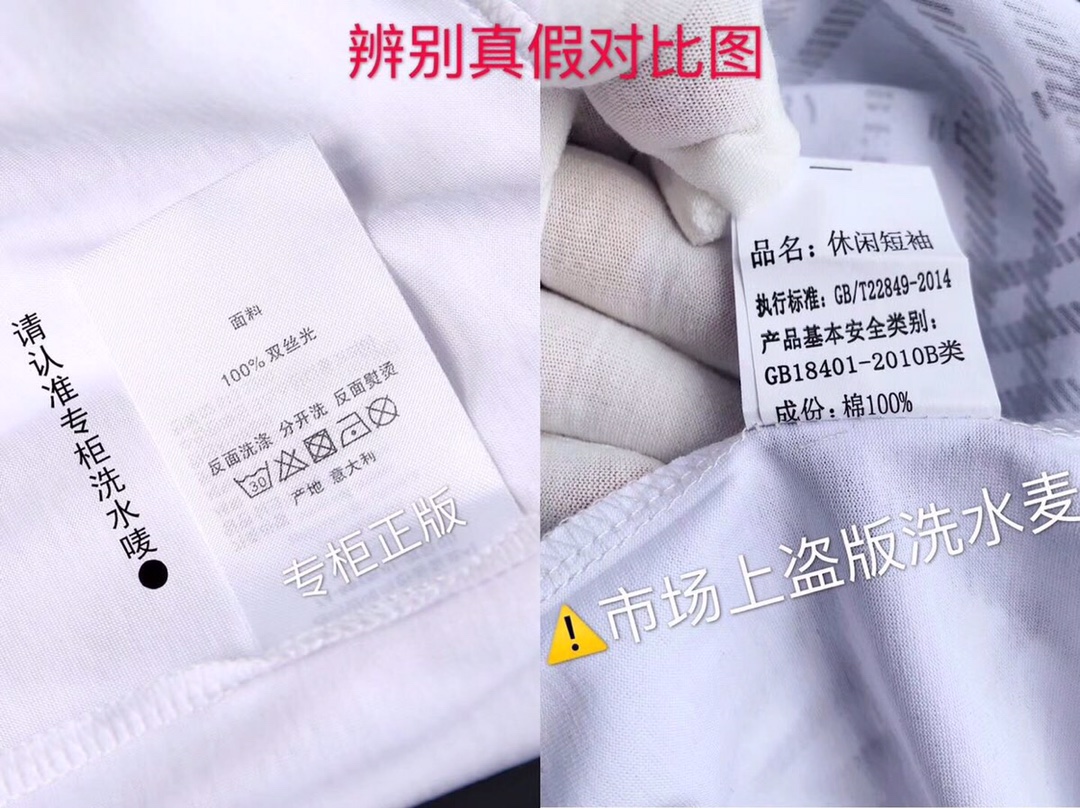 辨别真假对比图
请认准专柜洗水唛
面料
100% 双丝光
反面洗涤 分开洗 反面熨烫
30
产地 意大利
专柜正版
品名：休闲短袖
执行标准：GB/T22849-2014
产品基本安全类别：
GB18401-2010B类
成份：棉100%
市场上盗版洗水麦